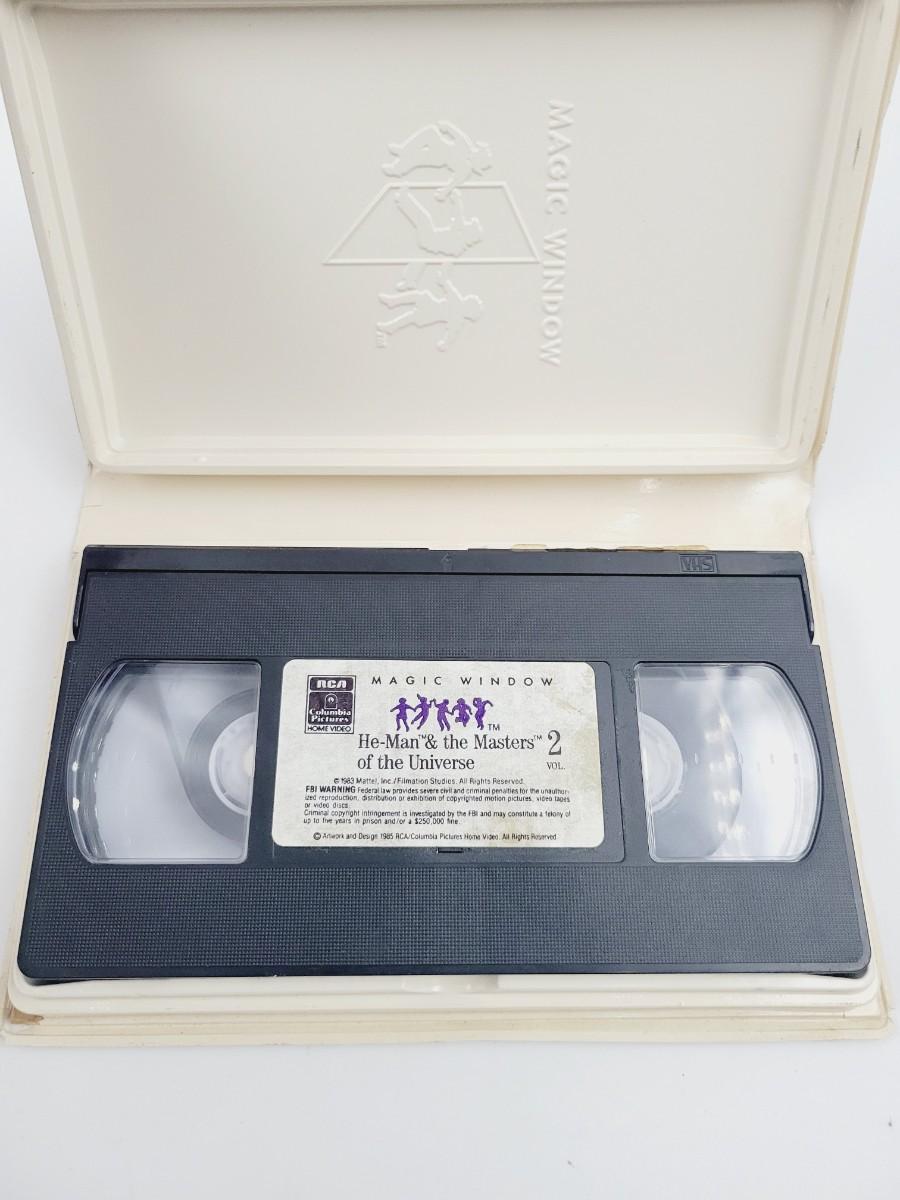 MAGIC WINDOW
VHS
RCA
Columbia
Pictures
HOME VIDEO
MAGIC WINDOW
TM
He-Man™ & the Masters™ 2
of the Universe VOL.
© 1983 Mattel, Inc./Filmation Studios. All Rights Reserved.
FBI WARNING Federal law provides severe civil and criminal penalties for the unauthor-
ized reproduction, distribution or exhibition of copyrighted motion pictures, video tapes
or video discs.
Criminal copyright infringement is investigated by the FBI and may constitute a felony of
up to five years in prison and/or a $250,000 fine.
© Artwork and Design 1985 RCA/Columbia Pictures Home Video. All Rights Reserved.